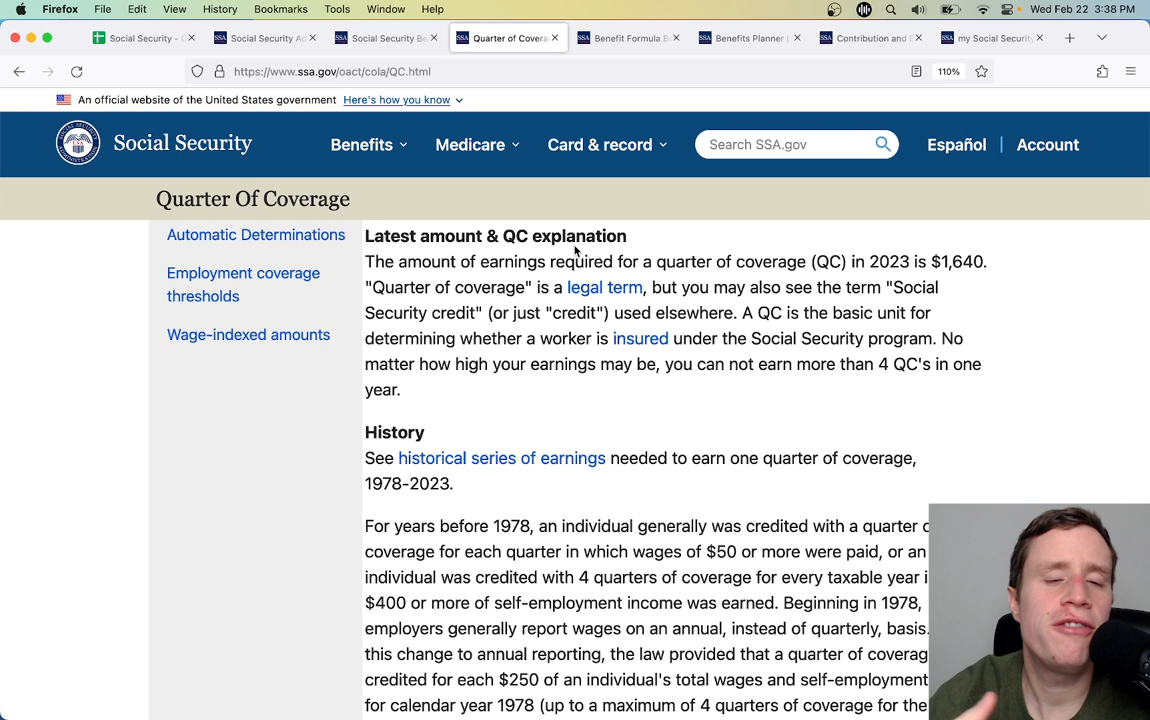 Firefox File Edit View History Bookmarks Tools Window Help Wed Feb 22 3:38 PM
Social Security - Social Security Ad Social Security Be Quarter of Covera Benefit Formula B Benefits Planner | Contribution and my Social Security
https://www.ssa.gov/oact/cola/QC.html 110%
An official website of the United States government Here's how you know
Social Security Benefits Medicare Card & record Search SSA.gov Español Account
Quarter Of Coverage
Automatic Determinations
Employment coverage
thresholds
Wage-indexed amounts
Latest amount & QC explanation
The amount of earnings required for a quarter of coverage (QC) in 2023 is $1,640.
"Quarter of coverage" is a legal term, but you may also see the term "Social
Security credit" (or just "credit") used elsewhere. A QC is the basic unit for
determining whether a worker is insured under the Social Security program. No
matter how high your earnings may be, you can not earn more than 4 QC's in one
year.
History
See historical series of earnings needed to earn one quarter of coverage,
1978-2023.
For years before 1978, an individual generally was credited with a quarter
coverage for each quarter in which wages of $50 or more were paid, or an
individual was credited with 4 quarters of coverage for every taxable year
$400 or more of self-employment income was earned. Beginning in 1978,
employers generally report wages on an annual, instead of quarterly, basis.
this change to annual reporting, the law provided that a quarter of coverag
credited for each $250 of an individual's total wages and self-employment
for calendar year 1978 (up to a maximum of 4 quarters of coverage for the